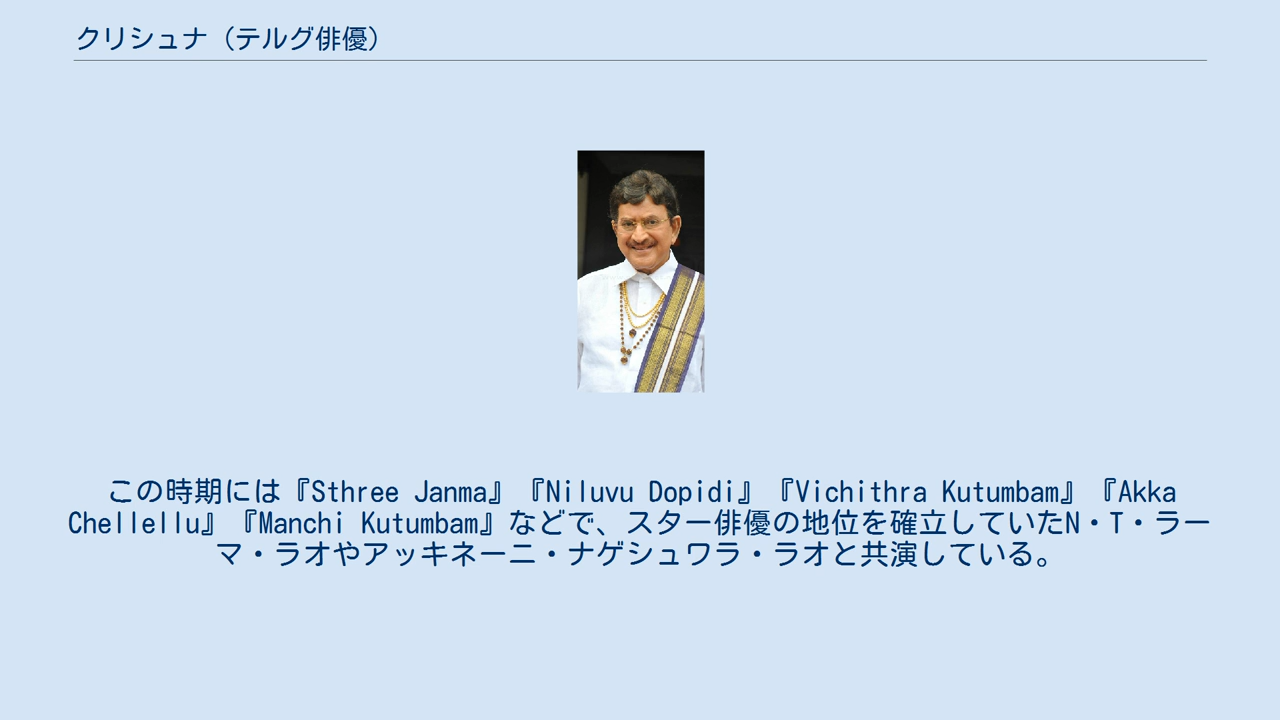 クリシュナ（テルグ俳優）
この時期には『Sthree Janma』『Niluvu Dopidi』『Vichithra Kutumbam』『Akka
Chellellu』『Manchi Kutumbam』などで、スター俳優の地位を確立していたN・T・ラー
マ・ラオやアッキネーニ・ナゲシュワラ・ラオと共演している。